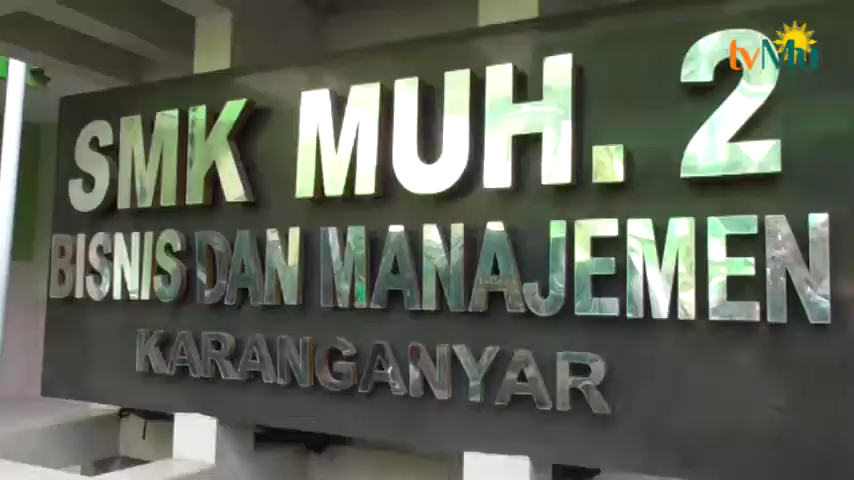 tvMu
SMK MUH. 2
BISNIS DAN MANAJEMEN
KARANGANYAR